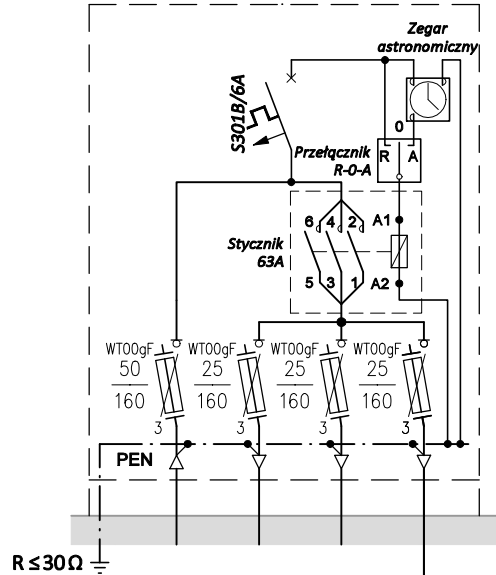 Zegar
astronomiczny
S301B/6A
0
Przełącznik
R-0-A
R A
6 4 2
A1
Stycznik
63A
5 3 1
A2
WT00gF
50
160
3
WT00gF
25
160
3
WT00gF
25
160
3
WT00gF
25
160
3
PEN
R ≤30Ω